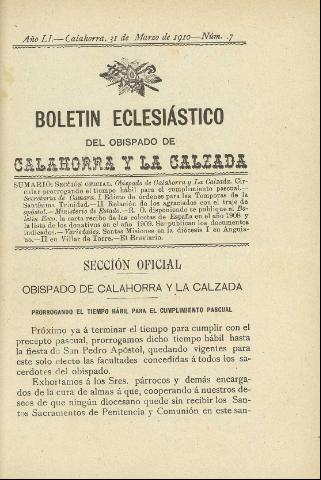 Año LI.—Calahorra, 31 de Marzo de 1910—Núm. 7
BOLETIN ECLESIÁSTICO
DEL OBISPADO DE
CALAHORRA Y LA CALZADA
SUMARIO: SECCIÓN OFICIAL. Obispado de Calahorra y La Calzada. Cir-
cular prorrogando el tiempo hábil para el cumplimiento pascual.—
Secretaría de Cámara. I Edicto de órdenes para las Témporas de la
Santísima Trinidad.—II Relación de los agraciados con el traje de
apóstol.—Ministerio de Estado.—R. O. disponiendo se publique en el Bo-
letín Ecco. la carta recibo de las colectas de España en el año 1908 y
la lista de los donativos en el año 1909. Se publican los documentos
indicados.—Variedades. Santas Misiones en la diócesis I en Anguia-
no.—II en Villar de Torre.—El Breviario.
SECCIÓN OFICIAL
OBISPADO DE CALAHORRA Y LA CALZADA
PRORROGANDO EL TIEMPO HÁBIL PARA EL CUMPLIMIENTO PASCUAL
Próximo ya á terminar el tiempo para cumplir con el
precepto pascual, prorrogamos dicho tiempo hábil hasta
la fiesta de San Pedro Apóstol, quedando vigentes para
este solo efecto las facultades concedidas á todos los sa-
cerdotes del obispado.
Exhortamos á los Sres. párrocos y demás encarga-
dos de la cura de almas á que, cooperando á nuestros de-
seos de que ningún diocesano quede sin recibir los San-
tos Sacramentos de Penitencia y Comunión en este san-